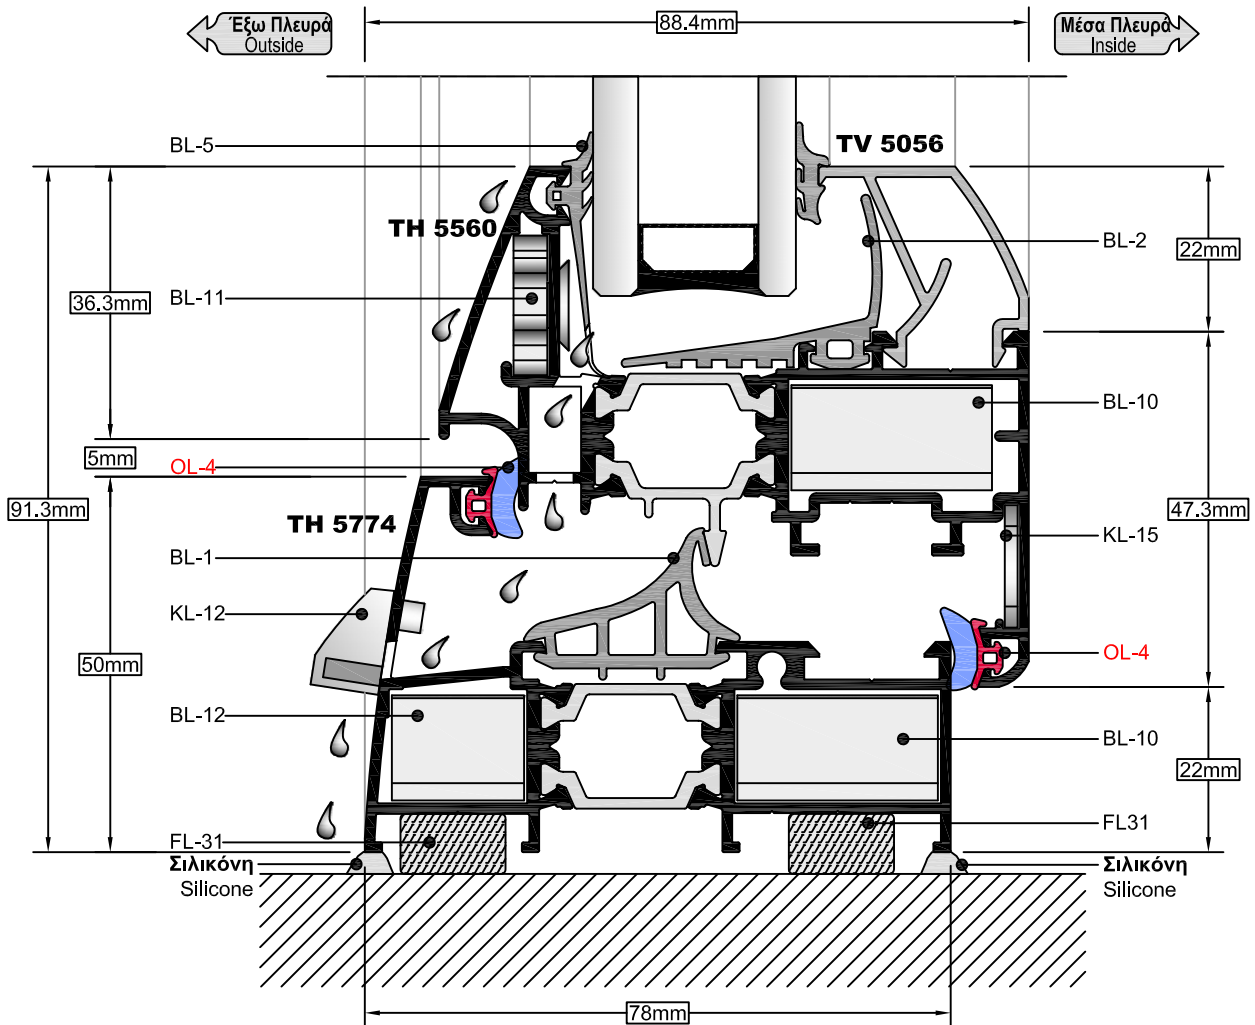 88.4mm
Έξω Πλευρά
Outside
Μέσα Πλευρά
Inside
BL-5
TV 5056
TH 5560
BL-2
22mm
36.3mm
BL-11
BL-10
5mm
OL-4
91.3mm
TH 5774
47.3mm
KL-15
BL-1
KL-12
50mm
OL-4
BL-12
BL-10
22mm
FL-31
FL31
Σιλικόνη
Silicone
Σιλικόνη
Silicone
78mm